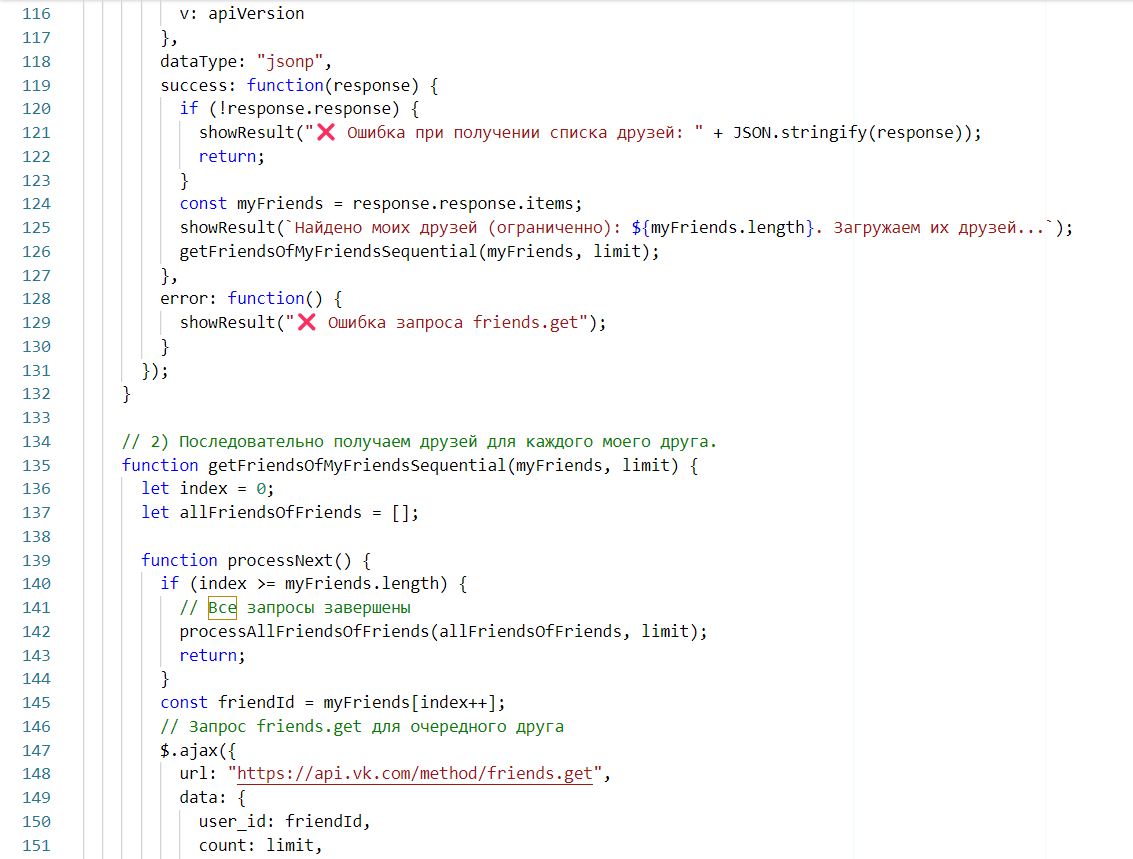 116 v: apiVersion
117 },
118 dataType: "jsonp",
119 success: function(response) {
120 if (!response.response) {
121 showResult("❌ Ошибка при получении списка друзей: " + JSON.stringify(response));
122 return;
123 }
124 const myFriends = response.response.items;
125 showResult(`Найдено моих друзей (ограниченно): ${myFriends.length}. Загружаем их друзей...`);
126 getFriendsOfMyFriendsSequential(myFriends, limit);
127 },
128 error: function() {
129 showResult("❌ Ошибка запроса friends.get");
130 }
131 });
132 }
133
134 // 2) Последовательно получаем друзей для каждого моего друга.
135 function getFriendsOfMyFriendsSequential(myFriends, limit) {
136 let index = 0;
137 let allFriendsOfFriends = [];
138
139 function processNext() {
140 if (index >= myFriends.length) {
141 // Все запросы завершены
142 processAllFriendsOfFriends(allFriendsOfFriends, limit);
143 return;
144 }
145 const friendId = myFriends[index++];
146 // Запрос friends.get для очередного друга
147 $.ajax({
148 url: "https://api.vk.com/method/friends.get",
149 data: {
150 user_id: friendId,
151 count: limit,